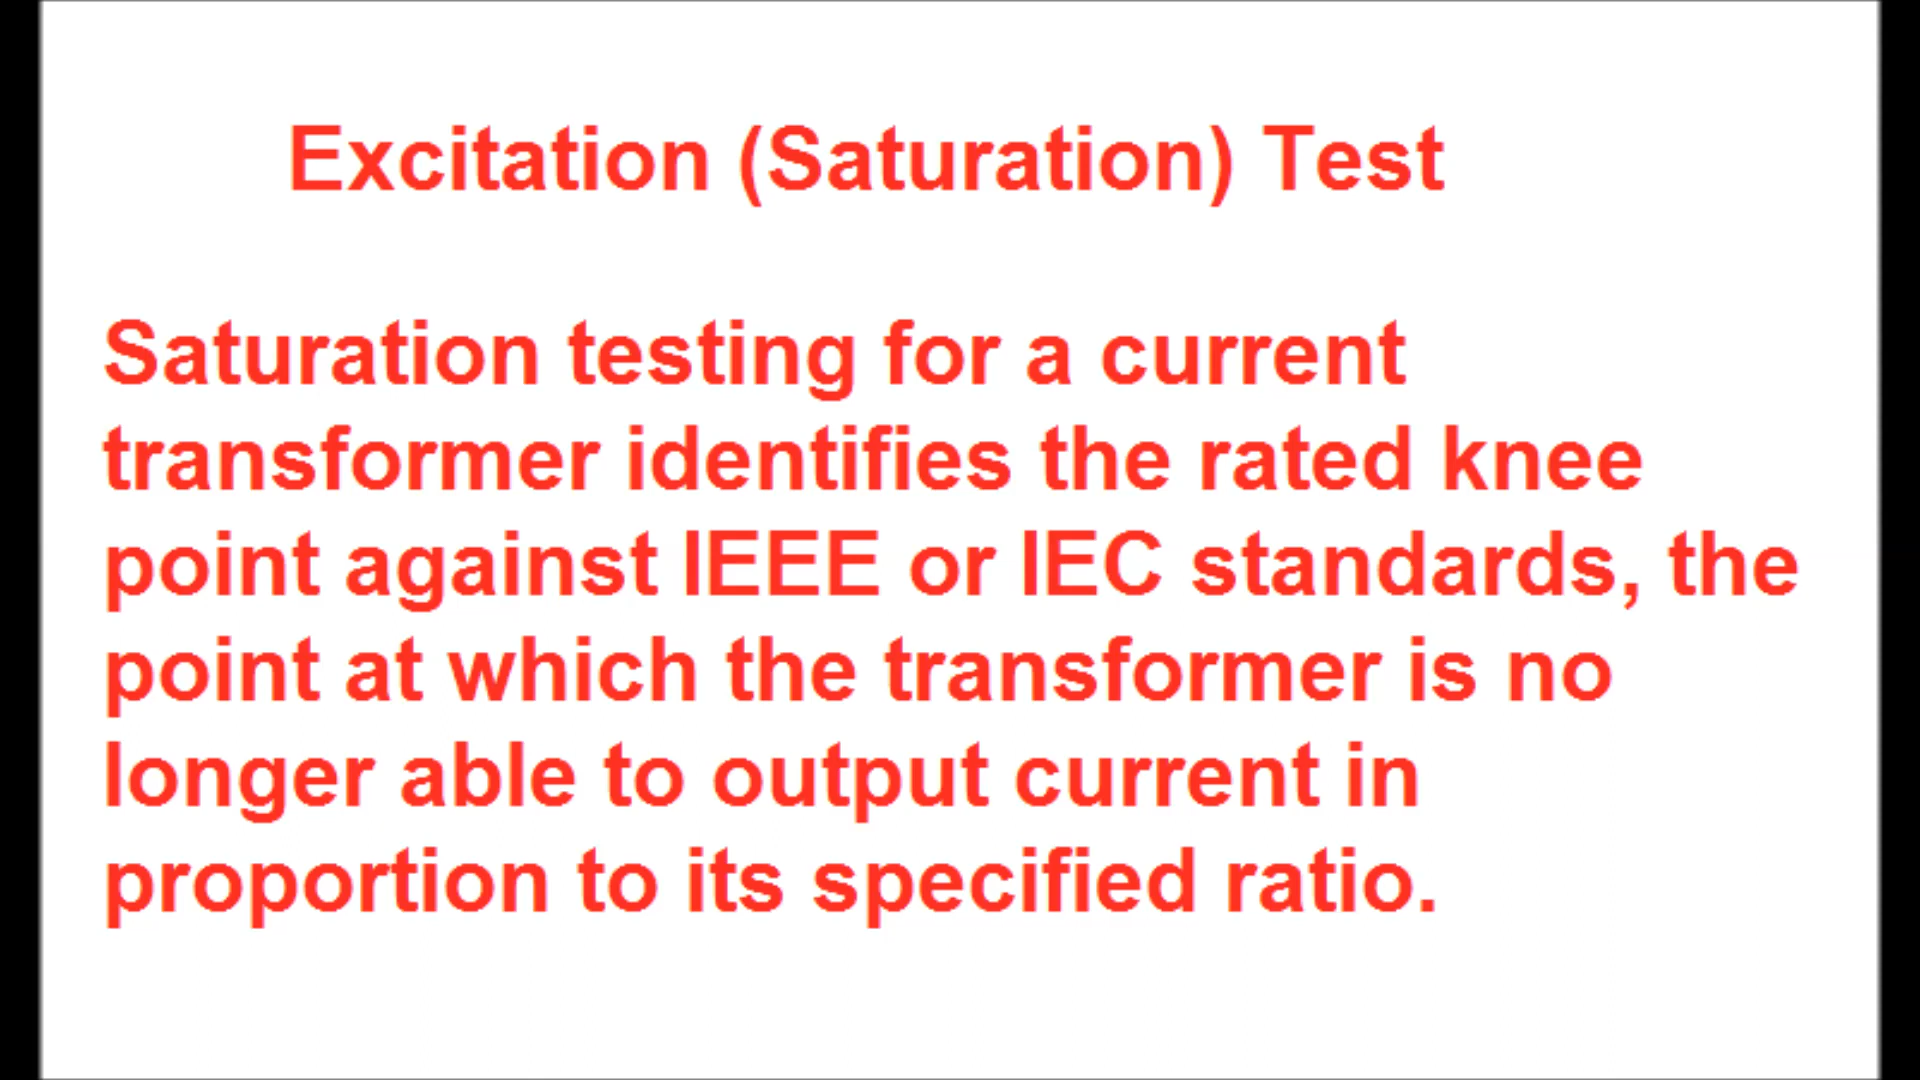 Excitation (Saturation) Test
Saturation testing for a current
transformer identifies the rated knee
point against IEEE or IEC standards, the
point at which the transformer is no
longer able to output current in
proportion to its specified ratio.